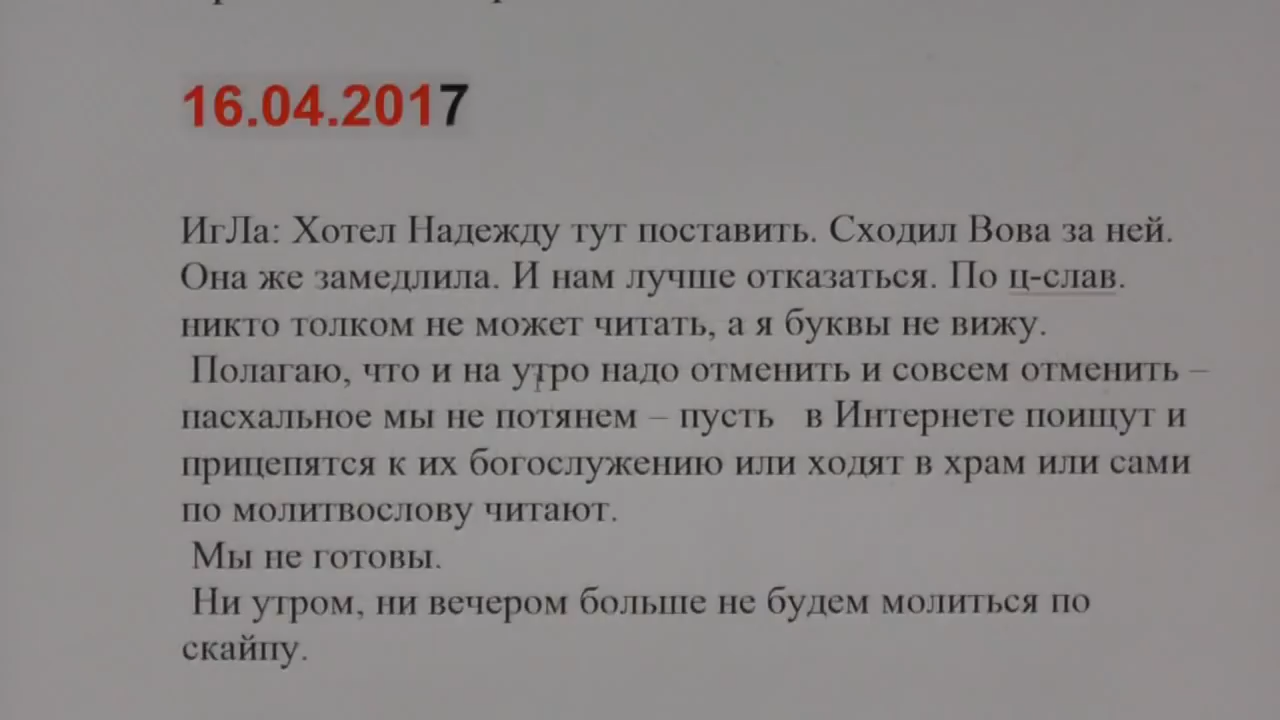 16.04.2017
ИгЛа: Хотел Надежду тут поставить. Сходил Вова за ней.
Она же замедлила. И нам лучше отказаться. По ц-слав.
никто толком не может читать, а я буквы не вижу.
Полагаю, что и на утро надо отменить и совсем отменить –
пасхальное мы не потянем – пусть в Интернете поищут и
прицепятся к их богослужению или ходят в храм или сами
по молитвослову читают.
Мы не готовы.
Ни утром, ни вечером больше не будем молиться по
скайпу.